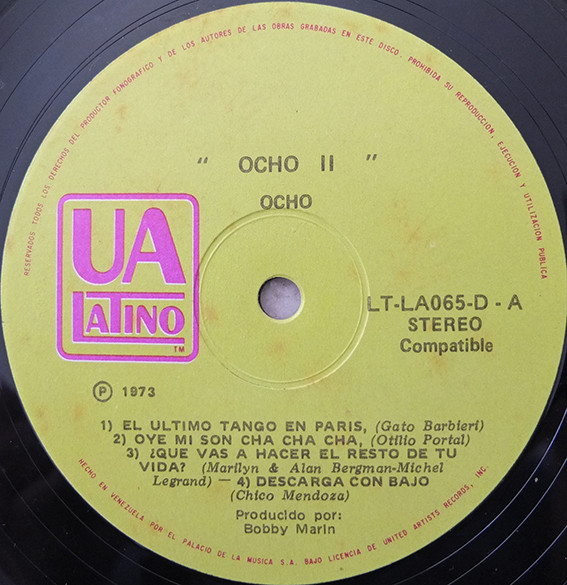 RESERVADOS TODOS LOS DERECHOS DEL PRODUCTOR FONOGRAFICO Y DE LOS AUTORES DE LAS OBRAS GRABADAS EN ESTE DISCO. PROHIBIDA SU REPRODUCCION, EJECUCION Y UTILIZACION PUBLICA
" OCHO II "
OCHO
UA
LATINO
TM
LT-LA065-D - A
STEREO
Compatible
Ⓟ 1973
1) EL ULTIMO TANGO EN PARIS, (Gato Barbieri)
2) OYE MI SON CHA CHA CHA, (Otilio Portal)
3) ¿QUE VAS A HACER EL RESTO DE TU
VIDA? (Marilyn & Alan Bergman-Michel
Legrand) — 4) DESCARGA CON BAJO
(Chico Mendoza)
Producido por:
Bobby Marin
HECHO EN VENEZUELA POR EL PALACIO DE LA MUSICA S.A. BAJO LICENCIA DE UNITED ARTISTS RECORDS, INC.